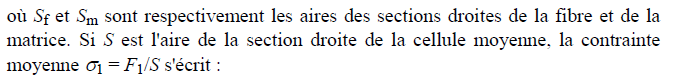 où Sf et Sm sont respectivement les aires des sections droites de la fibre et de la
matrice. Si S est l'aire de la section droite de la cellule moyenne, la contrainte
moyenne σ1 = F1/S s'écrit :